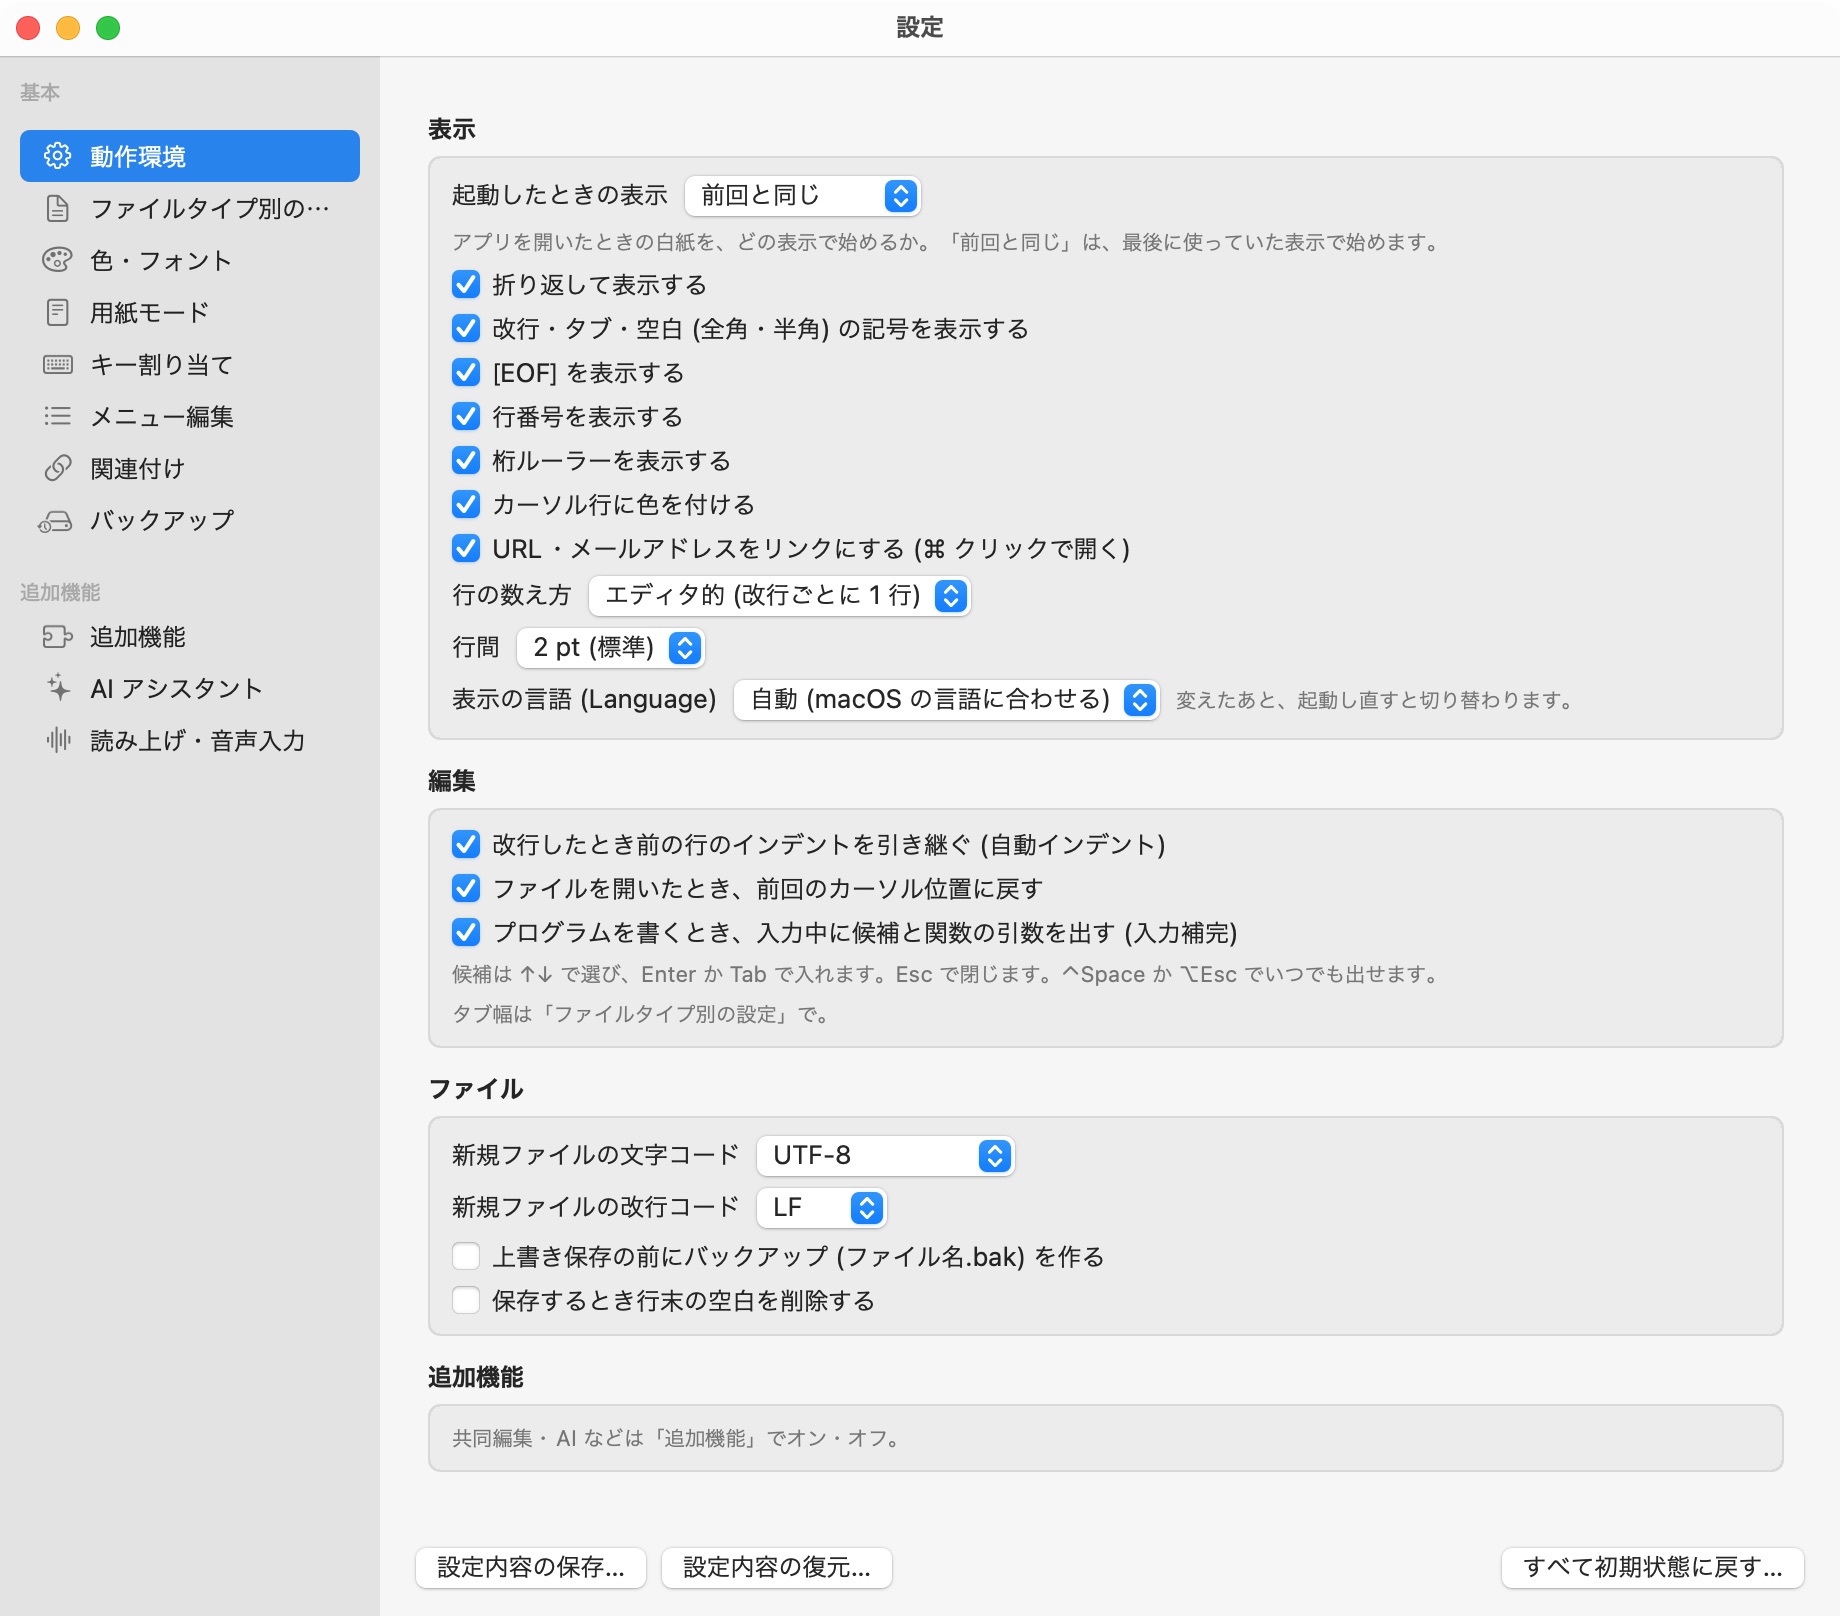 設定
基本
動作環境
ファイルタイプ別の…
色・フォント
用紙モード
キー割り当て
メニュー編集
関連付け
バックアップ
追加機能
追加機能
AI アシスタント
読み上げ・音声入力
表示
起動したときの表示 前回と同じ
アプリを開いたときの白紙を、どの表示で始めるか。「前回と同じ」は、最後に使っていた表示で始めます。
折り返して表示する
改行・タブ・空白 (全角・半角) の記号を表示する
[EOF] を表示する
行番号を表示する
桁ルーラーを表示する
カーソル行に色を付ける
URL・メールアドレスをリンクにする (⌘ クリックで開く)
行の数え方 エディタ的 (改行ごとに 1 行)
行間 2 pt (標準)
表示の言語 (Language) 自動 (macOS の言語に合わせる) 変えたあと、起動し直すと切り替わります。
編集
改行したとき前の行のインデントを引き継ぐ (自動インデント)
ファイルを開いたとき、前回のカーソル位置に戻す
プログラムを書くとき、入力中に候補と関数の引数を出す (入力補完)
候補は ↑↓ で選び、Enter か Tab で入れます。Esc で閉じます。^Space か ⌥Esc でいつでも出せます。
タブ幅は「ファイルタイプ別の設定」で。
ファイル
新規ファイルの文字コード UTF-8
新規ファイルの改行コード LF
上書き保存の前にバックアップ (ファイル名.bak) を作る
保存するとき行末の空白を削除する
追加機能
共同編集・AI などは「追加機能」でオン・オフ。
設定内容の保存... 設定内容の復元... すべて初期状態に戻す...